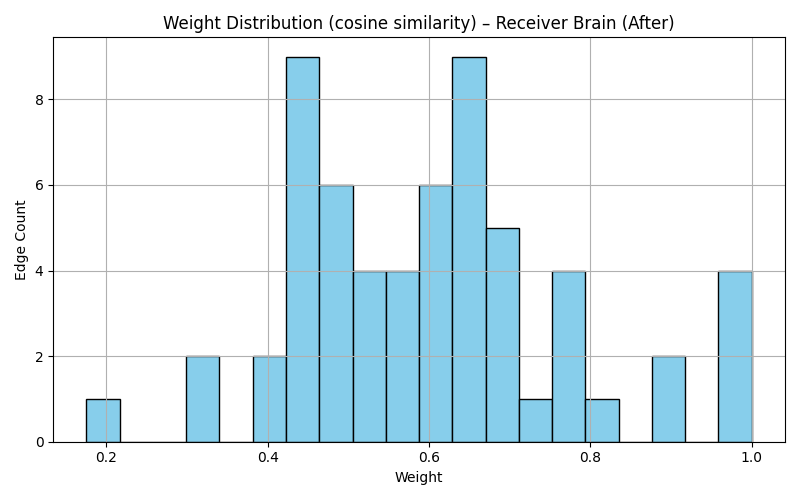 Weight Distribution (cosine similarity) – Receiver Brain (After)
8
6
4
2
0
Edge Count
0.2 0.4 0.6 0.8 1.0
Weight